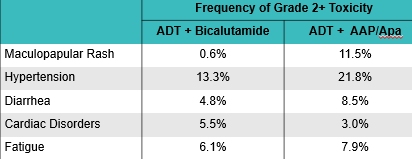 Frequency of Grade 2+ Toxicity
ADT + Bicalutamide ADT + AAP/Apa
Maculopapular Rash 0.6% 11.5%
Hypertension 13.3% 21.8%
Diarrhea 4.8% 8.5%
Cardiac Disorders 5.5% 3.0%
Fatigue 6.1% 7.9%